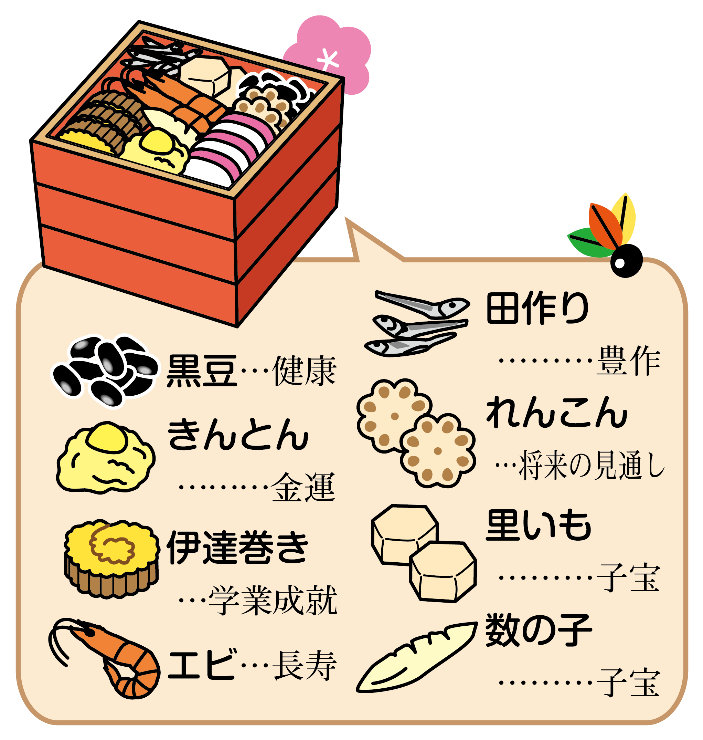 黒豆…健康
きんとん
………金運
伊達巻き
…学業成就
エビ…長寿
田作り
………豊作
れんこん
…将来の見通し
里いも
………子宝
数の子
………子宝